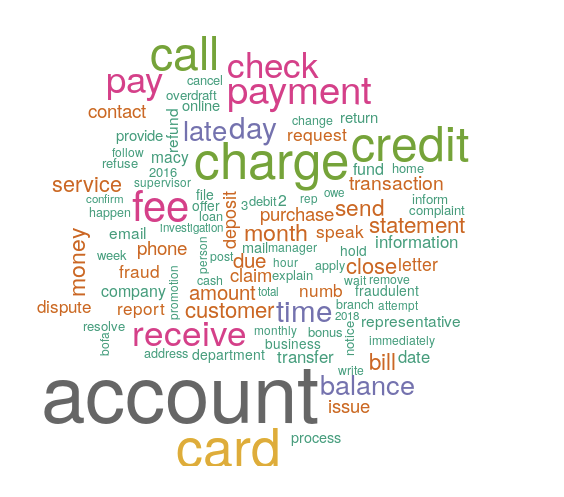 call
check
pay
cancel
payment
overdraft
online
contact
refund
late
day
change
return
provide
request
charge
credit
follow
refuse
macy
2016
supervisor
fund
home
service
transaction
confirm
happen
fee
file
offer
loan
investigation
deposit
3
debit
2
rep
owe
purchase
send
inform
complaint
statement
email
month
speak
information
money
week
phone
person
post
mail
manager
hold
due
hour
apply
close
letter
fraud
promotion
cash
claim
explain
wait
remove
company
amount
total
numb
fraudulent
dispute
report
customer
time
branch
attempt
2018
representative
resolve
bofa
receive
monthly
bonus
notice
immediately
business
address
department
transfer
bill
date
write
account
balance
issue
card
process